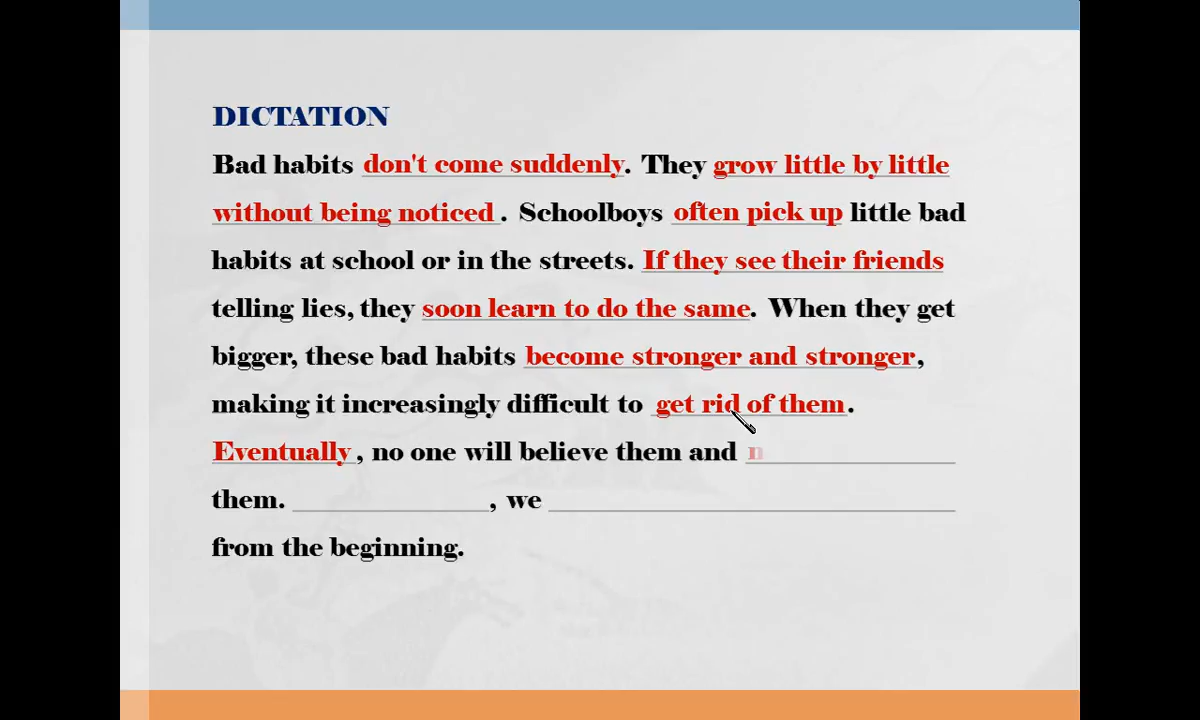 DICTATION
Bad habits don't come suddenly. They grow little by little
without being noticed . Schoolboys often pick up little bad
habits at school or in the streets. If they see their friends
telling lies, they soon learn to do the same. When they get
bigger, these bad habits become stronger and stronger,
making it increasingly difficult to get rid of them.
Eventually, no one will believe them and n
them. , we
from the beginning.